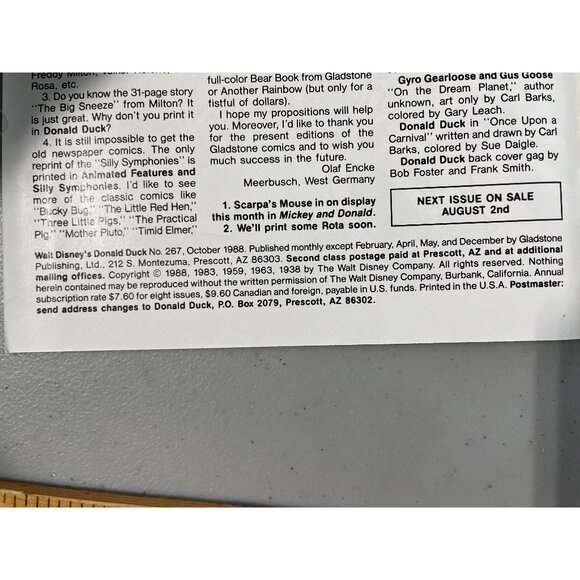 Freddy Milton,
Rosa, etc.
3. Do you know the 31-page story
"The Big Sneeze" from Milton? It
is just great. Why don't you print it
in Donald Duck?
4. It is still impossible to get the
old newspaper comics. The only
reprint of the "Silly Symphonies" is
printed in Animated Features and
Silly Symphonies. I'd like to see
more of the classic comics like
"Bucky Bug," "The Little Red Hen,"
"Three Little Pigs," "The Practical
Pig," "Mother Pluto," "Timid Elmer,"
full-color Bear Book from Gladstone
or Another Rainbow (but only for a
fistful of dollars).
I hope my propositions will help
you. Moreover, I'd like to thank you
for the present editions of the
Gladstone comics and to wish you
much success in the future.
Olaf Encke
Meerbusch, West Germany
1. Scarpa's Mouse in on display
this month in Mickey and Donald.
2. We'll print some Rota soon.
Gyro Gearloose and Gus Goose
"On the Dream Planet," author
unknown, art only by Carl Barks,
colored by Gary Leach.
Donald Duck in "Once Upon a
Carnival" written and drawn by Carl
Barks, colored by Sue Daigle.
Donald Duck back cover gag by
Bob Foster and Frank Smith.
NEXT ISSUE ON SALE
AUGUST 2nd
Walt Disney's Donald Duck No. 267, October 1988. Published monthly except February, April, May, and December by Gladstone
Publishing, Ltd., 212 S. Montezuma, Prescott, AZ 86303. Second class postage paid at Prescott, AZ and at additional
mailing offices. Copyright © 1988, 1983, 1959, 1963, 1938 by The Walt Disney Company. All rights reserved. Nothing
herein contained may be reproduced without the written permission of The Walt Disney Company, Burbank, California. Annual
subscription rate $7.60 for eight issues, $9.60 Canadian and foreign, payable in U.S. funds. Printed in the U.S.A. Postmaster:
send address changes to Donald Duck, P.O. Box 2079, Prescott, AZ 86302.